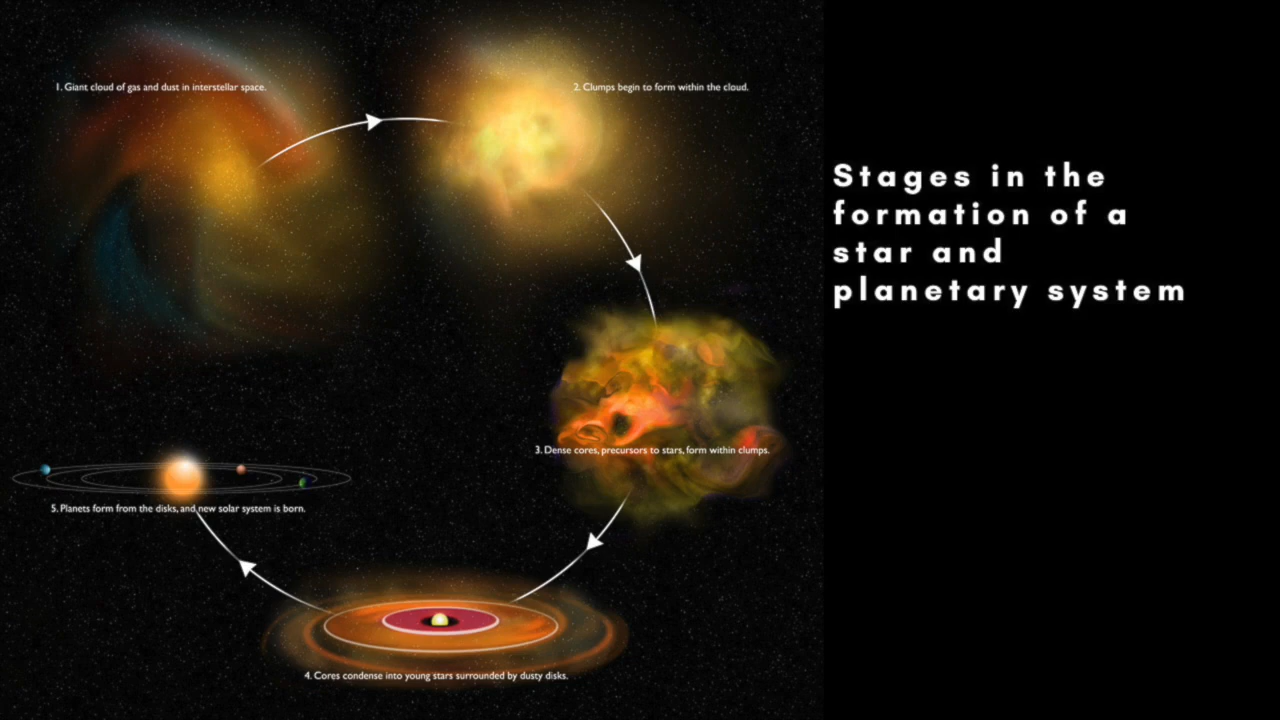 1. Giant cloud of gas and dust in interstellar space.
2. Clumps begin to form within the cloud.
Stages in the
formation of a
star and
planetary system
3. Dense cores, precursors to stars, form within clumps.
5. Planets form from the disks, and new solar system is born.
4. Cores condense into young stars surrounded by dusty disks.